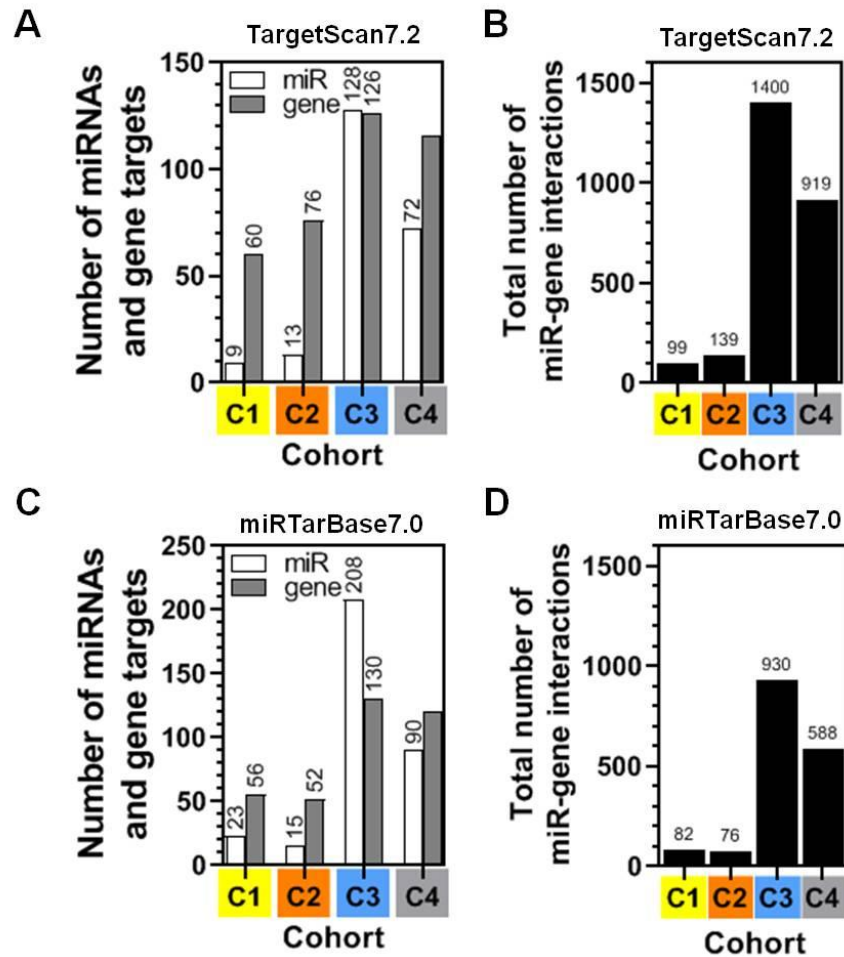 A
TargetScan7.2
Number of miRNAs
and gene targets
150
100
50
0
miR
gene
9
60
13
76
128
126
72
C1
C2
C3
C4
Cohort
B
TargetScan7.2
Total number of
miR-gene interactions
1500
1000
500
0
99
139
1400
919
C1
C2
C3
C4
Cohort
C
miRTarBase7.0
Number of miRNAs
and gene targets
250
200
150
100
50
0
miR
gene
23
56
15
52
208
130
90
C1
C2
C3
C4
Cohort
D
miRTarBase7.0
Total number of
miR-gene interactions
1500
1000
500
0
82
76
930
588
C1
C2
C3
C4
Cohort